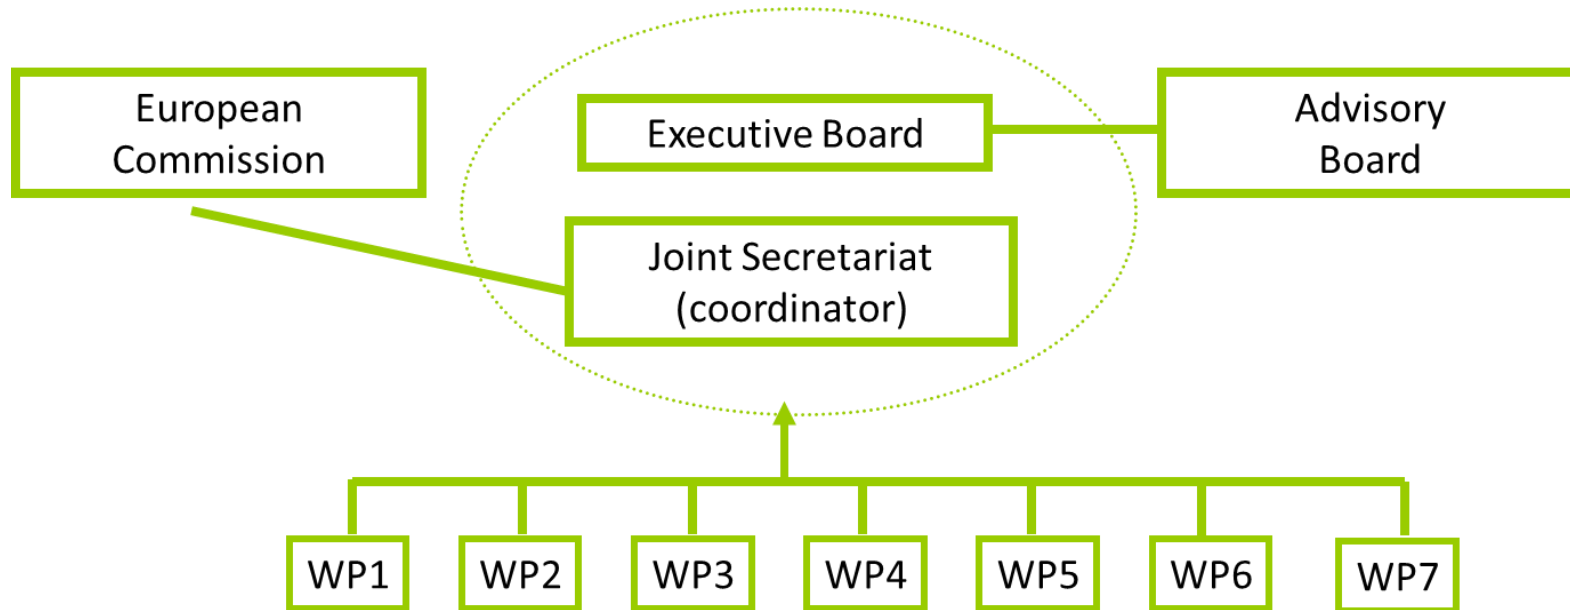 European
Commission
Executive Board
Advisory
Board
Joint Secretariat
(coordinator)
WP1
WP2
WP3
WP4
WP5
WP6
WP7